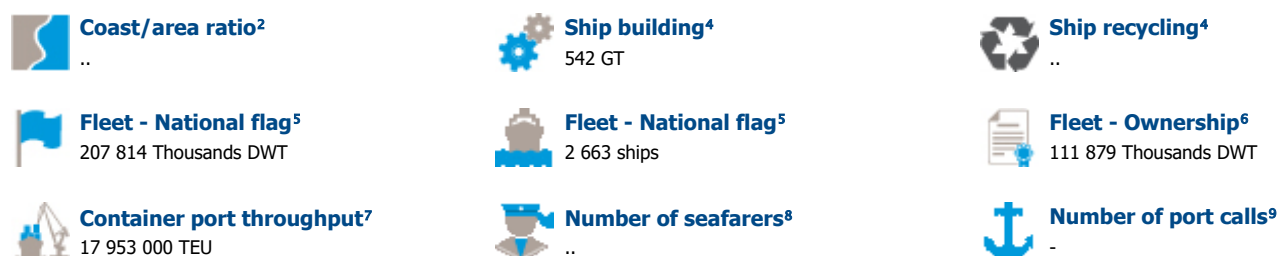 Coast/area ratio²
..
Ship building⁴
542 GT
Ship recycling⁴
..
Fleet - National flag⁵
207 814 Thousands DWT
Fleet - National flag⁵
2 663 ships
Fleet - Ownership⁶
111 879 Thousands DWT
Container port throughput⁷
17 953 000 TEU
Number of seafarers⁸
..
Number of port calls⁹
-